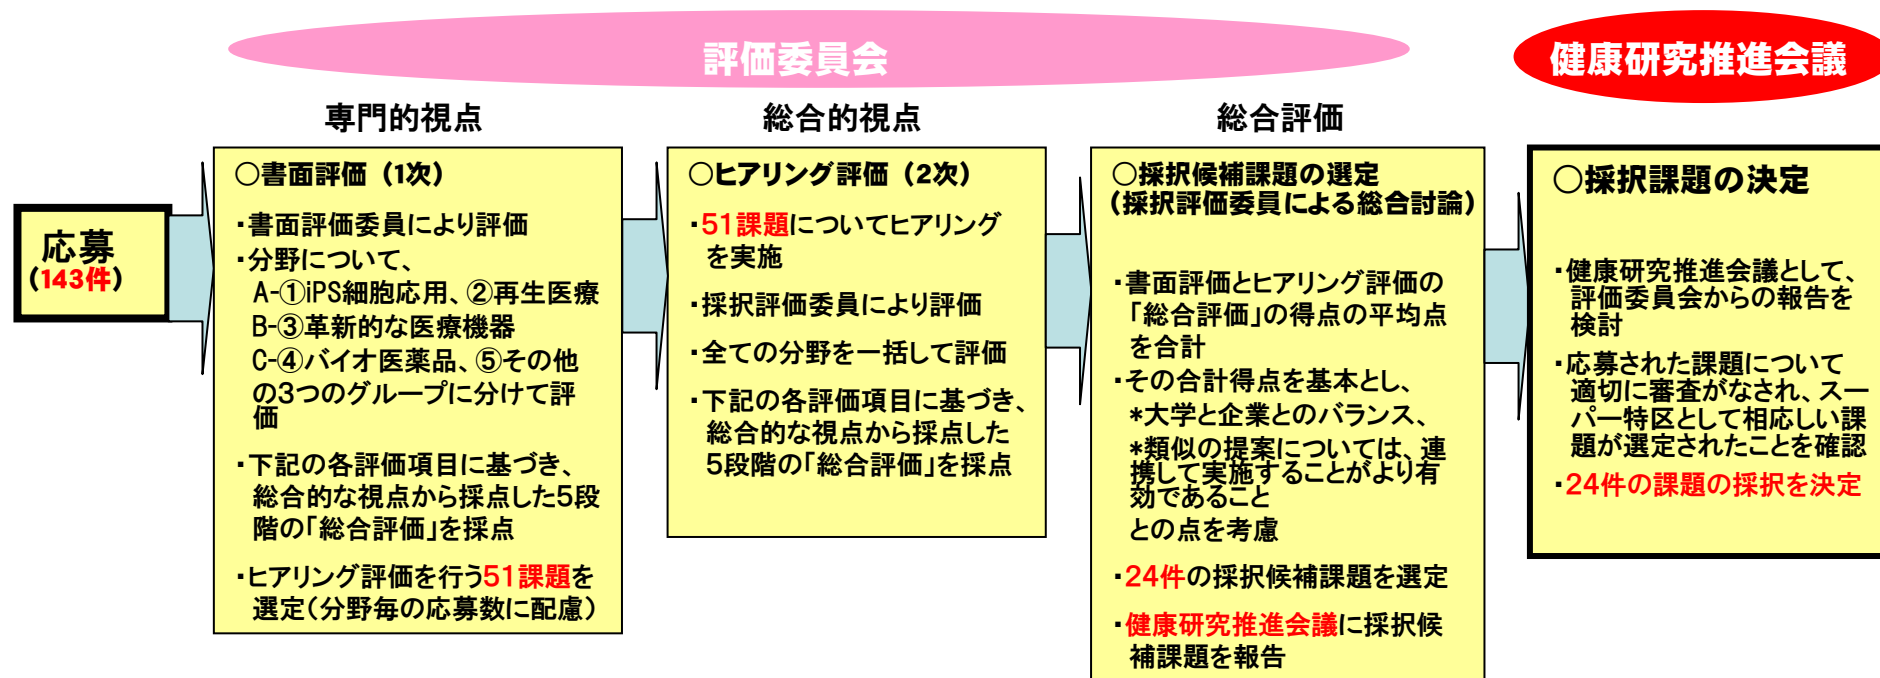 評価委員会
健康研究推進会議
専門的視点
総合的視点
総合評価
応募
(143件)
○書面評価（1次）
・書面評価委員により評価
・分野について、
A-①iPS細胞応用、②再生医療
B-③革新的な医療機器
C-④バイオ医薬品、⑤その他
の3つのグループに分けて評
価
・下記の各評価項目に基づき、
総合的な視点から採点した5段
階の「総合評価」を採点
・ヒアリング評価を行う51課題を
選定（分野毎の応募数に配慮）
○ヒアリング評価（2次）
・51課題についてヒアリング
を実施
・採択評価委員により評価
・全ての分野を一括して評価
・下記の各評価項目に基づき、
総合的な視点から採点した
5段階の「総合評価」を採点
○採択候補課題の選定
（採択評価委員による総合討論）
・書面評価とヒアリング評価の
「総合評価」の得点の平均点
を合計
・その合計得点を基本とし、
*大学と企業とのバランス、
*類似の提案については、連
携して実施することがより有
効であること
との点を考慮
・24件の採択候補課題を選定
・健康研究推進会議に採択候
補課題を報告
○採択課題の決定
・健康研究推進会議として、
評価委員会からの報告を
検討
・応募された課題について
適切に審査がなされ、スー
パー特区として相応しい課
題が選定されたことを確認
・24件の課題の採択を決定